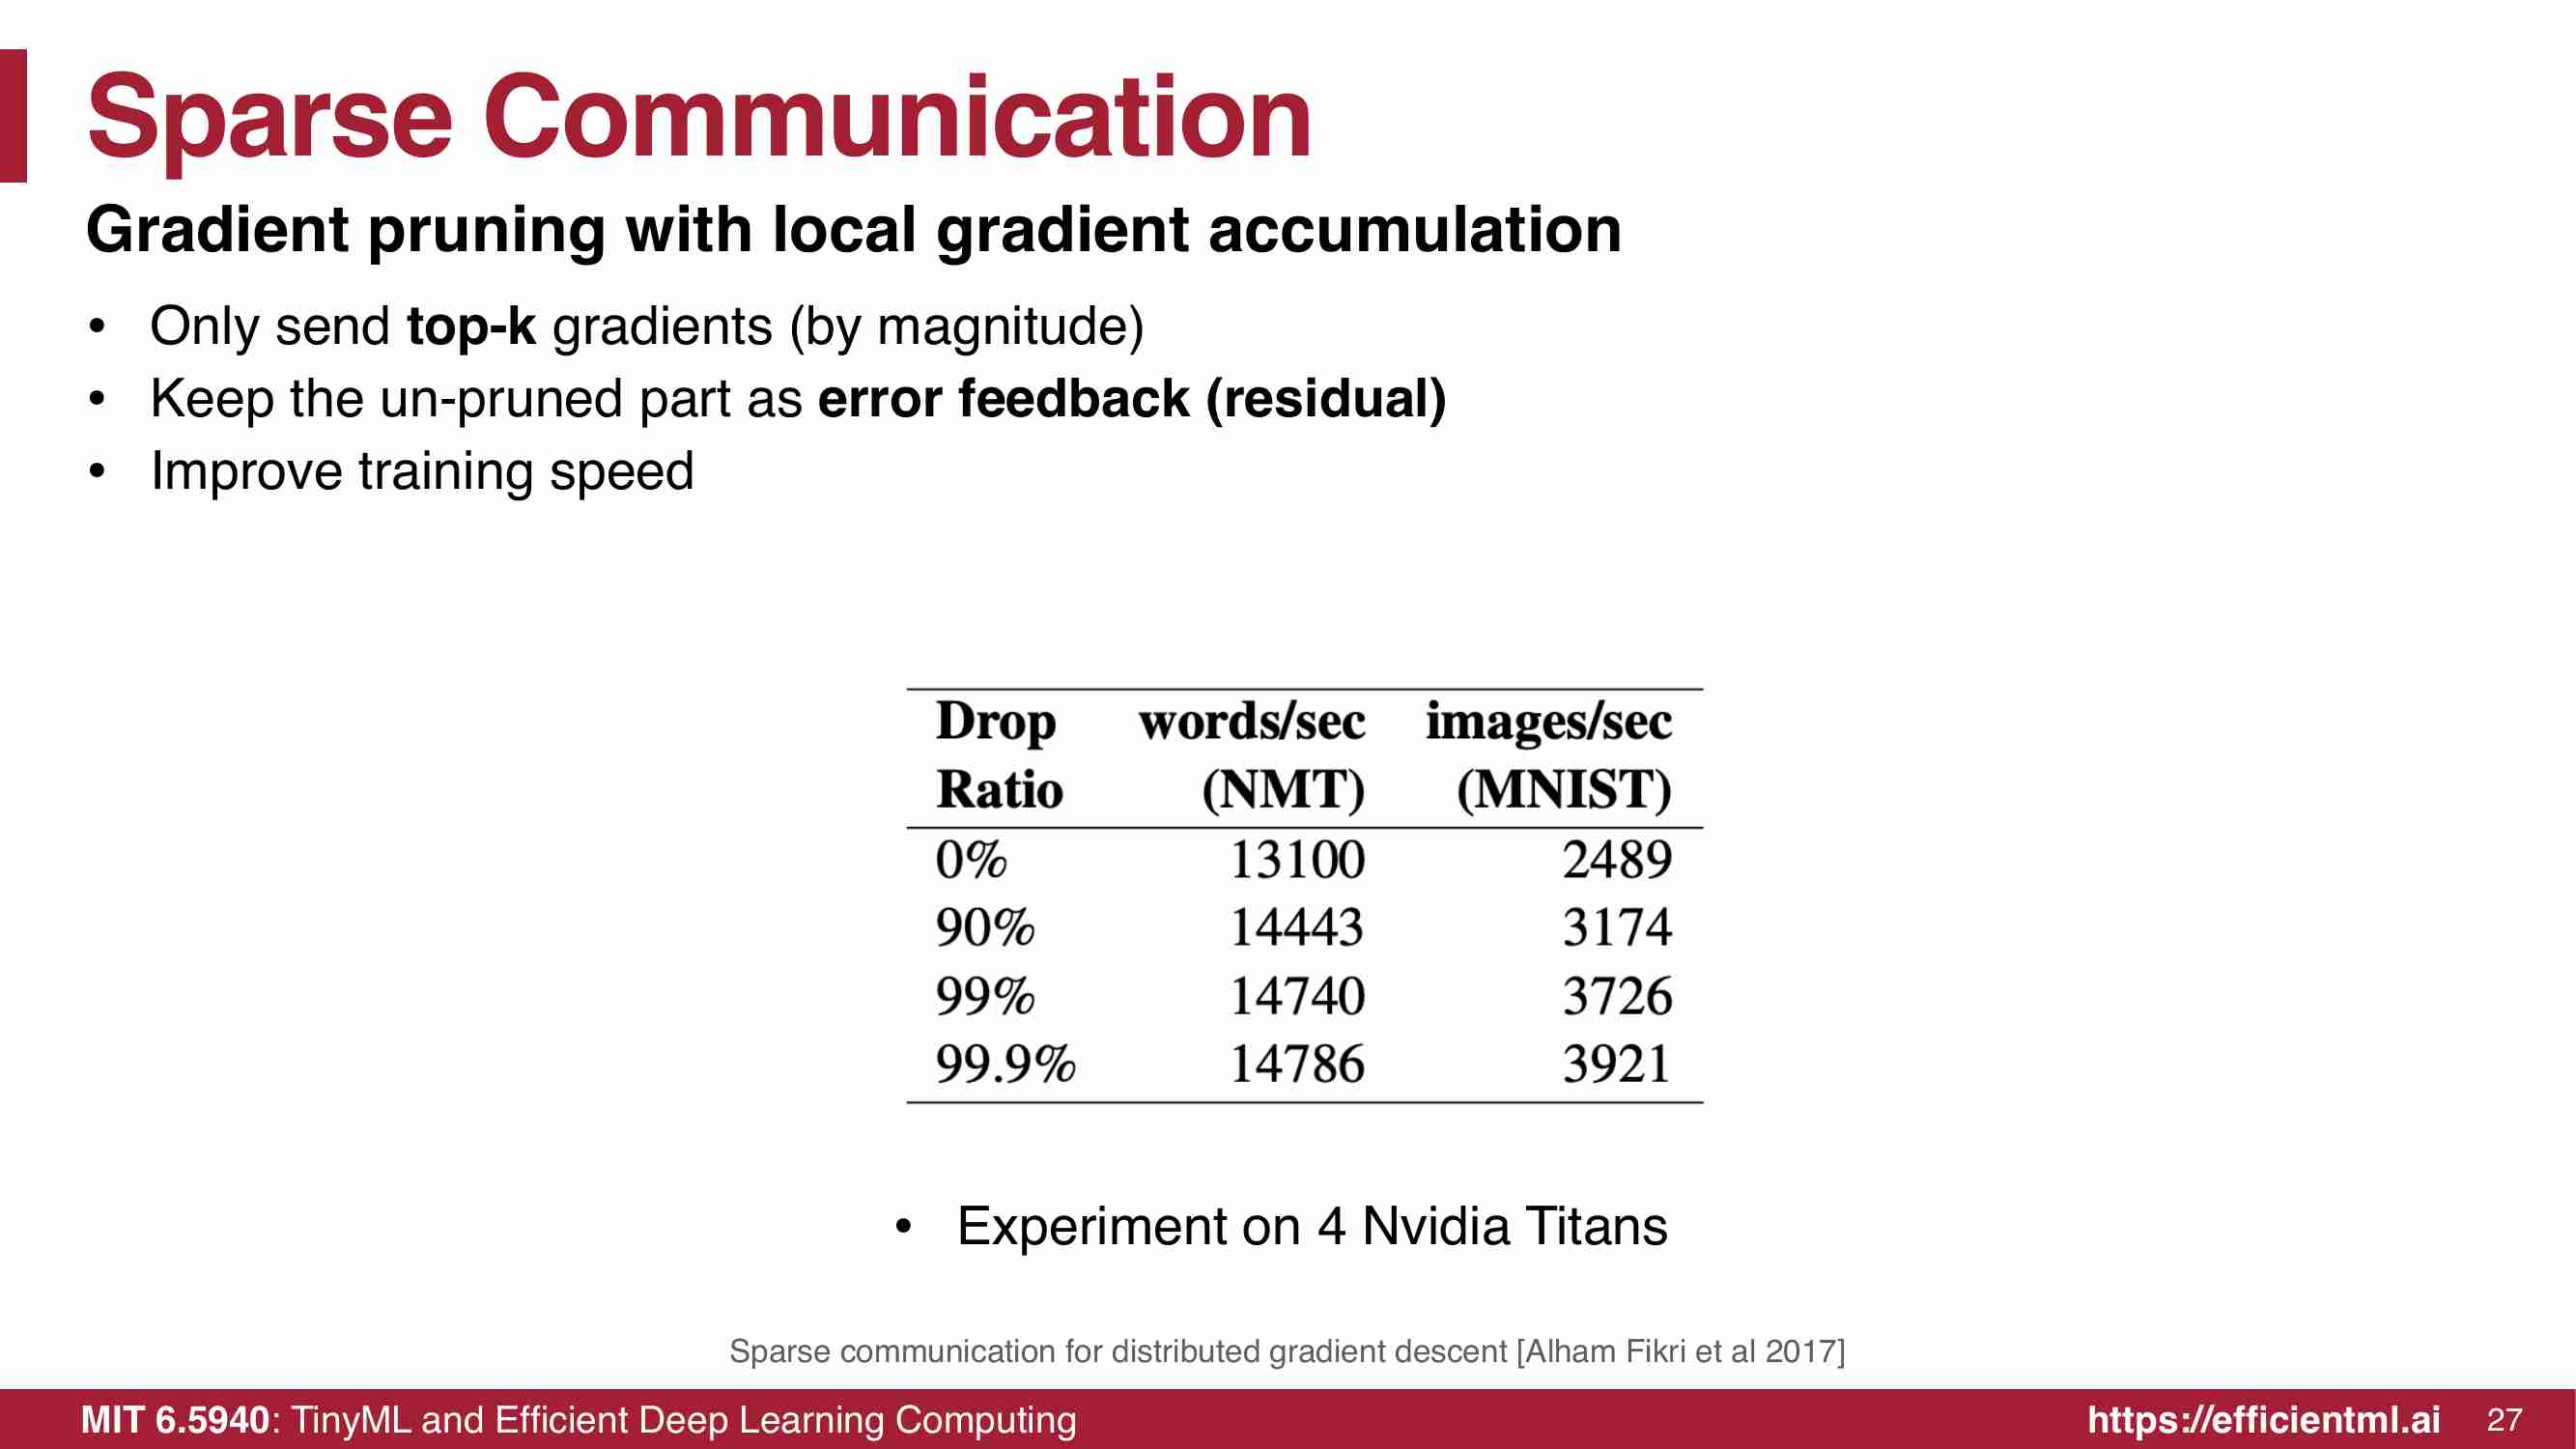 Sparse Communication
Gradient pruning with local gradient accumulation
• Only send top-k gradients (by magnitude)
• Keep the un-pruned part as error feedback (residual)
• Improve training speed
Drop words/sec images/sec
Ratio (NMT) (MNIST)
0% 13100 2489
90% 14443 3174
99% 14740 3726
99.9% 14786 3921
• Experiment on 4 Nvidia Titans
Sparse communication for distributed gradient descent [Alham Fikri et al 2017]
MIT 6.5940: TinyML and Efficient Deep Learning Computing https://efficientml.ai 27